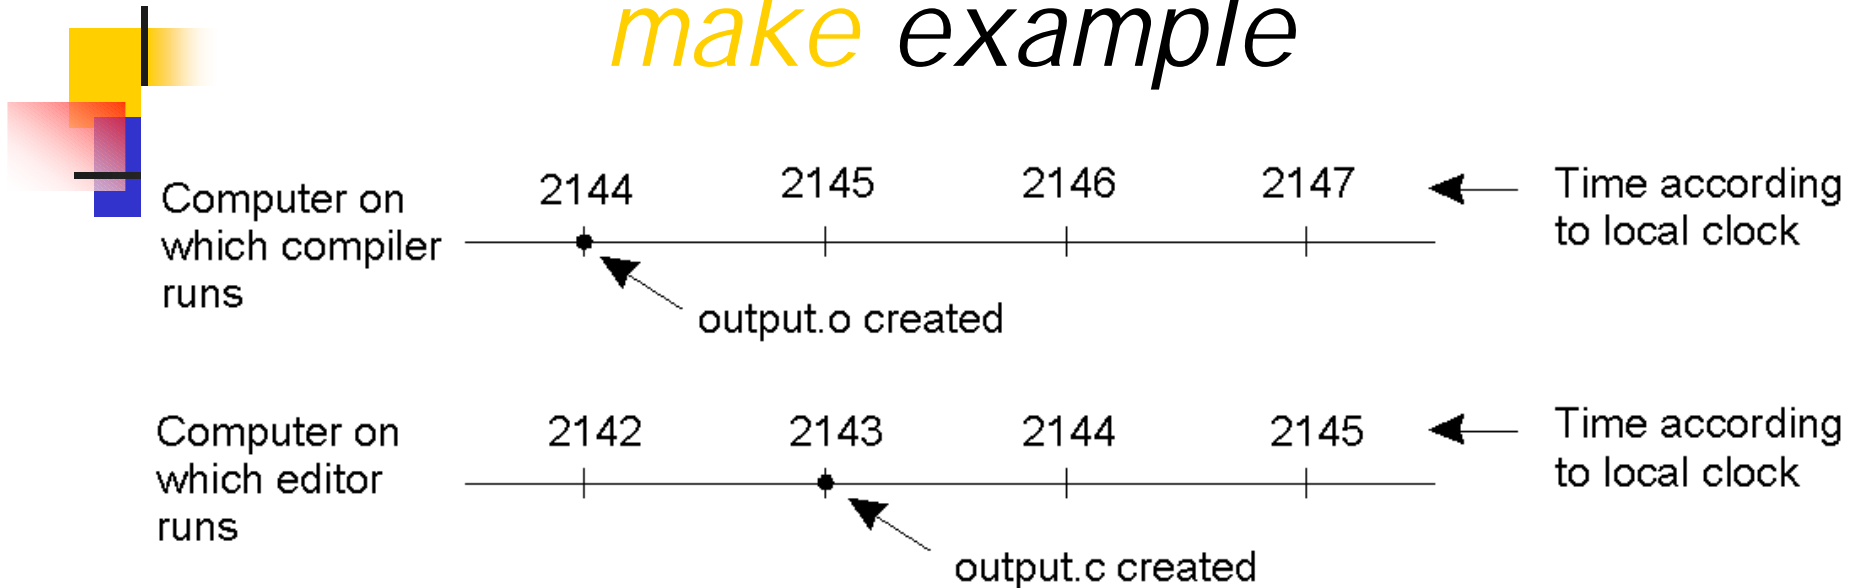 make example
2144 2145 2146 2147
Computer on
which compiler
runs
Time according
to local clock
output.o created
2142 2143 2144 2145
Computer on
which editor
runs
Time according
to local clock
output.c created